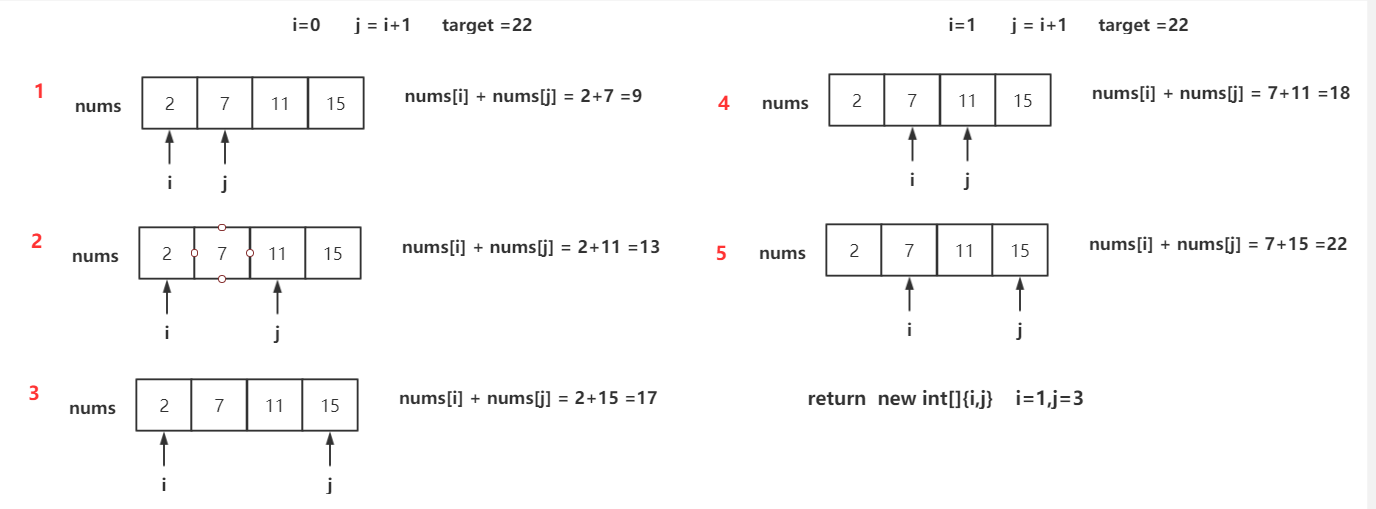 i=0 j = i+1 target =22
1
nums 2 7 11 15
nums[i] + nums[j] = 2+7 =9
i j
2
nums 2 7 11 15
nums[i] + nums[j] = 2+11 =13
i j
3
nums 2 7 11 15
nums[i] + nums[j] = 2+15 =17
i j
i=1 j = i+1 target =22
4
nums 2 7 11 15
nums[i] + nums[j] = 7+11 =18
i j
5
nums 2 7 11 15
nums[i] + nums[j] = 7+15 =22
i j
return new int[]{i,j} i=1,j=3